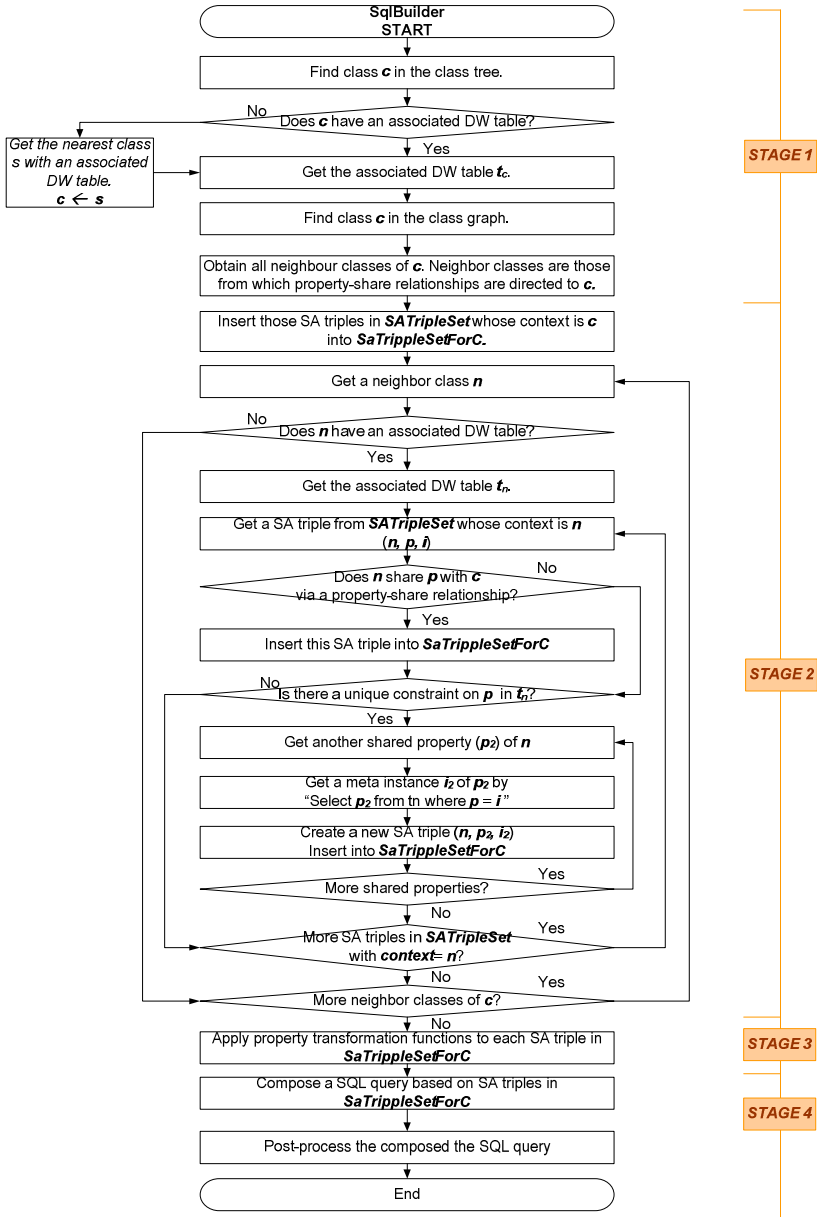 SqlBuilder
START
Find class c in the class tree.
No
Does c have an associated DW table?
Get the nearest class
s with an associated
DW table.
c ← s
Yes
STAGE 1
Get the associated DW table tc.
Find class c in the class graph.
Obtain all neighbour classes of c. Neighbor classes are those
from which property-share relationships are directed to c.
Insert those SA triples in SATripleSet whose context is c
into SaTrippleSetForC.
Get a neighbor class n
No
Does n have an associated DW table?
Yes
Get the associated DW table tn.
Get a SA triple from SATripleSet whose context is n
(n, p, i)
Does n share p with c
via a property-share relationship?
No
Yes
Insert this SA triple into SaTrippleSetForC
STAGE 2
No
Is there a unique constraint on p in tn?
Yes
Get another shared property (p2) of n
Get a meta instance i2 of p2 by
“Select p2 from tn where p = i ”
Create a new SA triple (n, p2, i2)
Insert into SaTrippleSetForC
Yes
More shared properties?
No
Yes
More SA triples in SATripleSet
with context= n?
No
Yes
More neighbor classes of c?
No
Apply property transformation functions to each SA triple in
SaTrippleSetForC
STAGE 3
Compose a SQL query based on SA triples in
SaTrippleSetForC
STAGE 4
Post-process the composed the SQL query
End